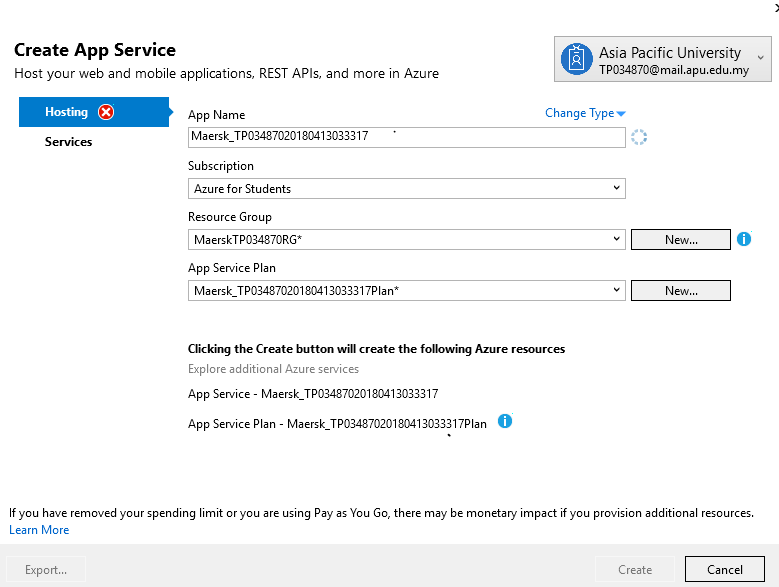 Create App Service
Host your web and mobile applications, REST APIs, and more in Azure
Asia Pacific University
TP034870@mail.apu.edu.my
Hosting
Services
App Name
Change Type
Maersk_TP03487020180413033317
Subscription
Azure for Students
Resource Group
MaerskTP034870RG*
New...
App Service Plan
Maersk_TP03487020180413033317Plan*
New...
Clicking the Create button will create the following Azure resources
Explore additional Azure services
App Service - Maersk_TP03487020180413033317
App Service Plan - Maersk_TP03487020180413033317Plan
If you have removed your spending limit or you are using Pay as You Go, there may be monetary impact if you provision additional resources.
Learn More
Export...
Create
Cancel